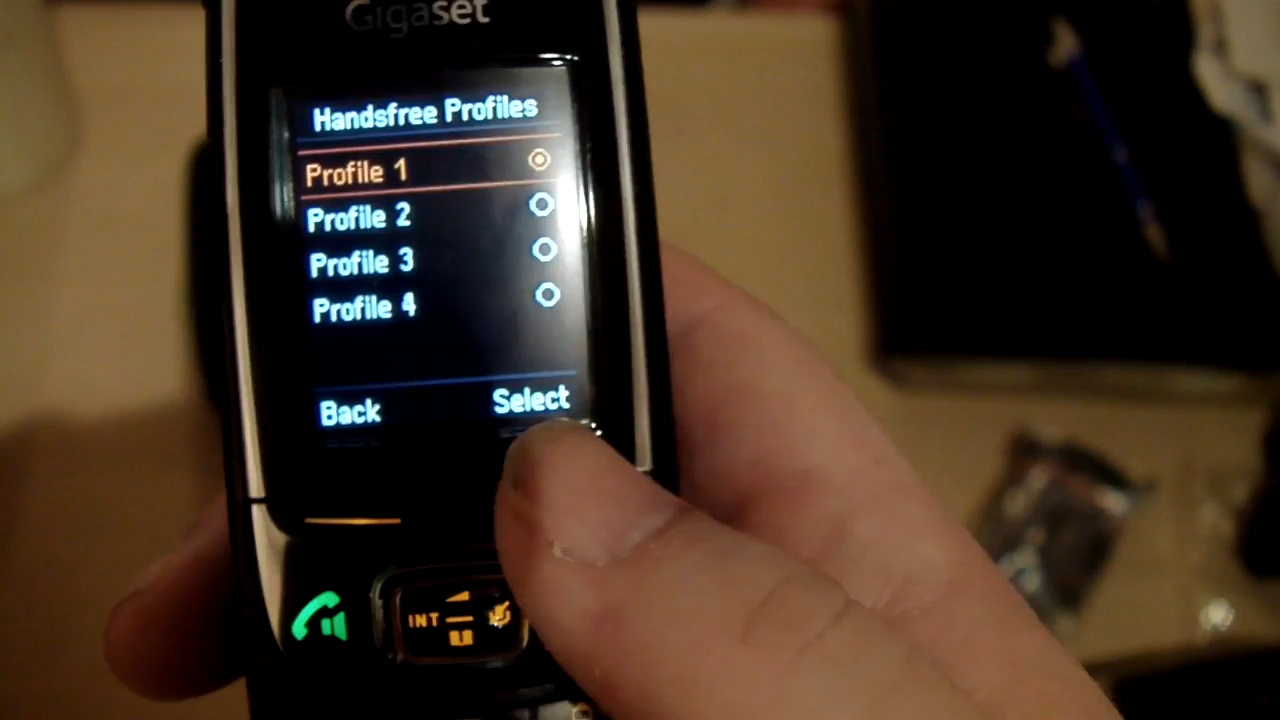 Gigaset
Handsfree Profiles
Profile 1
Profile 2
Profile 3
Profile 4
Back Select
INT